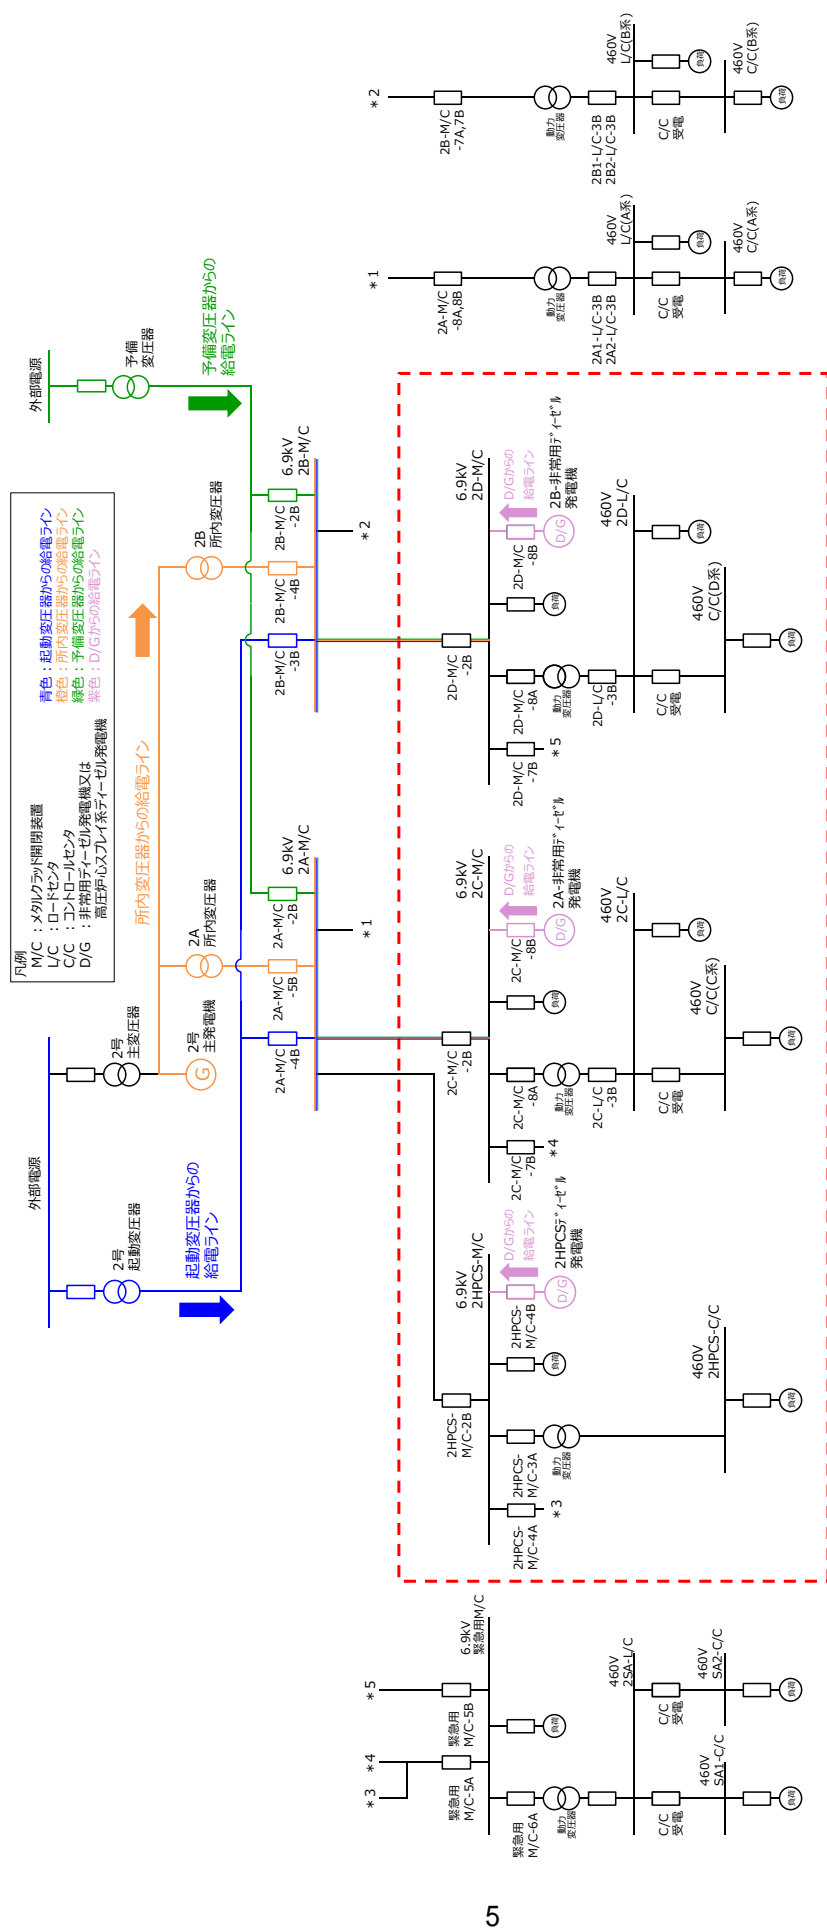 凡例
M/C : メタルクラッド開閉装置
L/C : ロードセンタ
C/C : コントロールセンタ
D/G : 非常用ディーゼル発電機又は
高圧炉心スプレイ系ディーゼル発電機
青色 : 起動変圧器からの給電ライン
橙色 : 所内変圧器からの給電ライン
緑色 : 予備変圧器からの給電ライン
紫色 : D/Gからの給電ライン
外部電源
2号
起動変圧器
起動変圧器からの
給電ライン
2号
主変圧器
G
2号
主発電機
所内変圧器からの給電ライン
2A
所内変圧器
2B
所内変圧器
外部電源
予備
変圧器
予備変圧器からの
給電ライン
2A-M/C
-4B
2A-M/C
-5B
2A-M/C
-2B
6.9kV
2A-M/C
*1
2B-M/C
-3B
2B-M/C
-4B
2B-M/C
-2B
6.9kV
2B-M/C
*2
*3
*4
*5
緊急用
M/C-5A
緊急用
M/C-5B
6.9kV
緊急用M/C
緊急用
M/C-6A
動力
変圧器
負荷
460V
2SA-L/C
C/C
受電
C/C
受電
460V
SA1-C/C
460V
SA2-C/C
負荷
負荷
2HPCS-
M/C-2B
6.9kV
2HPCS-M/C
2HPCS-
M/C-4A
*3
2HPCS-
M/C-3A
動力
変圧器
負荷
2HPCS-
M/C-4B
D/G
D/Gからの
給電ライン
2HPCSディーゼル
発電機
460V
2HPCS-C/C
負荷
2C-M/C
-2B
6.9kV
2C-M/C
2C-M/C
-7B
*4
2C-M/C
-8A
動力
変圧器
2C-L/C
-3B
負荷
2C-M/C
-8B
D/G
D/Gからの
給電ライン
2A-非常用ディーゼル
発電機
460V
2C-L/C
C/C
受電
負荷
460V
C/C(C系)
負荷
2D-M/C
-2B
6.9kV
2D-M/C
2D-M/C
-7B
*5
2D-M/C
-8A
動力
変圧器
2D-L/C
-3B
負荷
2D-M/C
-8B
D/G
D/Gからの
給電ライン
2B-非常用ディーゼル
発電機
460V
2D-L/C
C/C
受電
負荷
460V
C/C(D系)
負荷
*1
2A-M/C
-8A,8B
動力
変圧器
2A1-L/C-3B
2A2-L/C-3B
460V
L/C(A系)
C/C
受電
負荷
460V
C/C(A系)
負荷
*2
2B-M/C
-7A,7B
動力
変圧器
2B1-L/C-3B
2B2-L/C-3B
460V
L/C(B系)
C/C
受電
負荷
460V
C/C(B系)
負荷
5